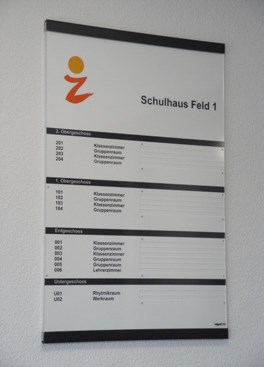 Schulhaus Feld 1
2. Obergeschoss
201 Klassenzimmer
202 Gruppenraum
203 Klassenzimmer
204 Gruppenraum
1. Obergeschoss
101 Klassenzimmer
102 Gruppenraum
103 Klassenzimmer
104 Gruppenraum
Erdgeschoss
001 Klassenzimmer
002 Gruppenraum
003 Klassenzimmer
004 Gruppenraum
005 Gruppenraum
006 Lehrerzimmer
Untergeschoss
U01 Rhythmikraum
U02 Werkraum